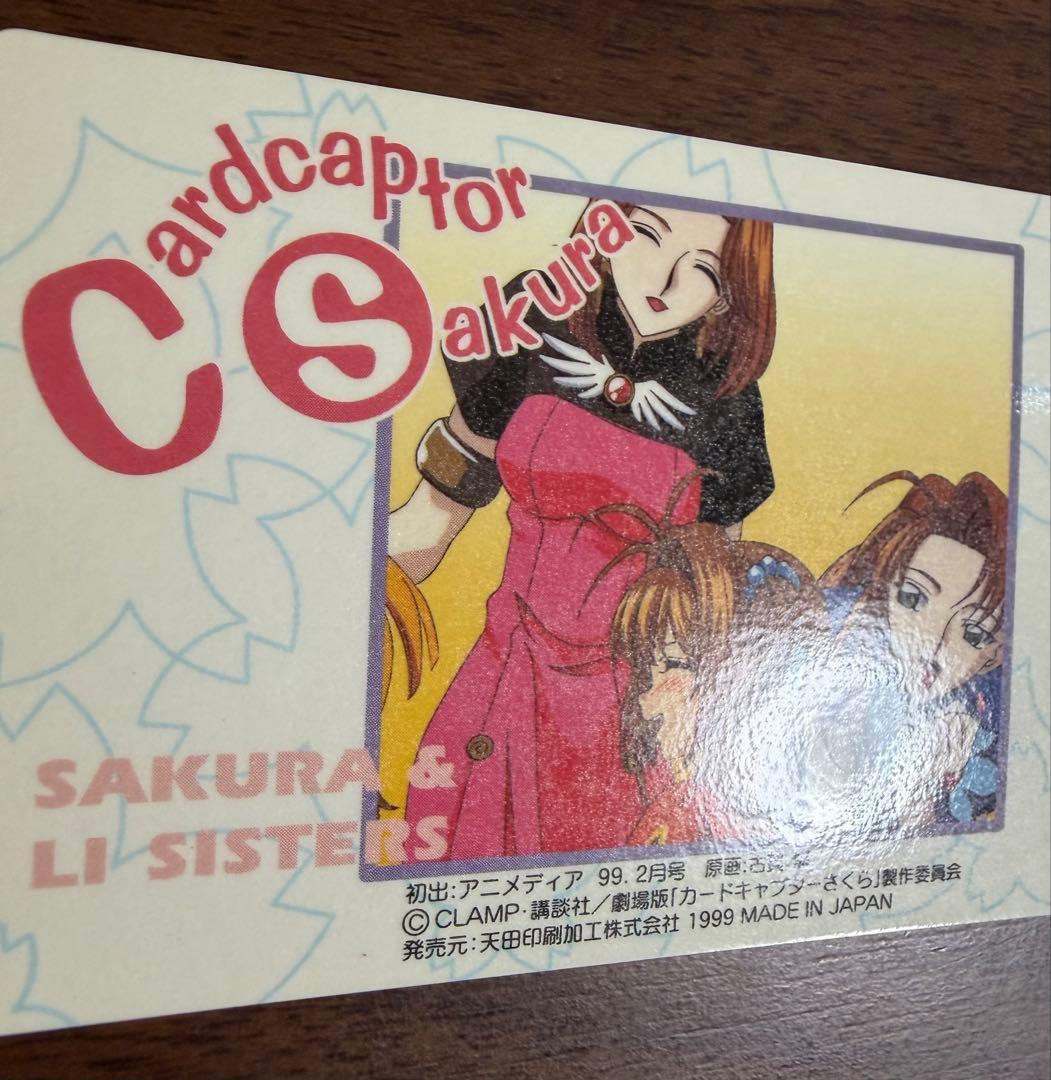 Cardcaptor
Sakura
SAKURA &
LI SISTERS
初出:アニメディア 99. 2月号 原画:古
©CLAMP・講談社/劇場版「カードキャプターさくら」製作委員会
発売元:天田印刷加工株式会社 1999 MADE IN JAPAN